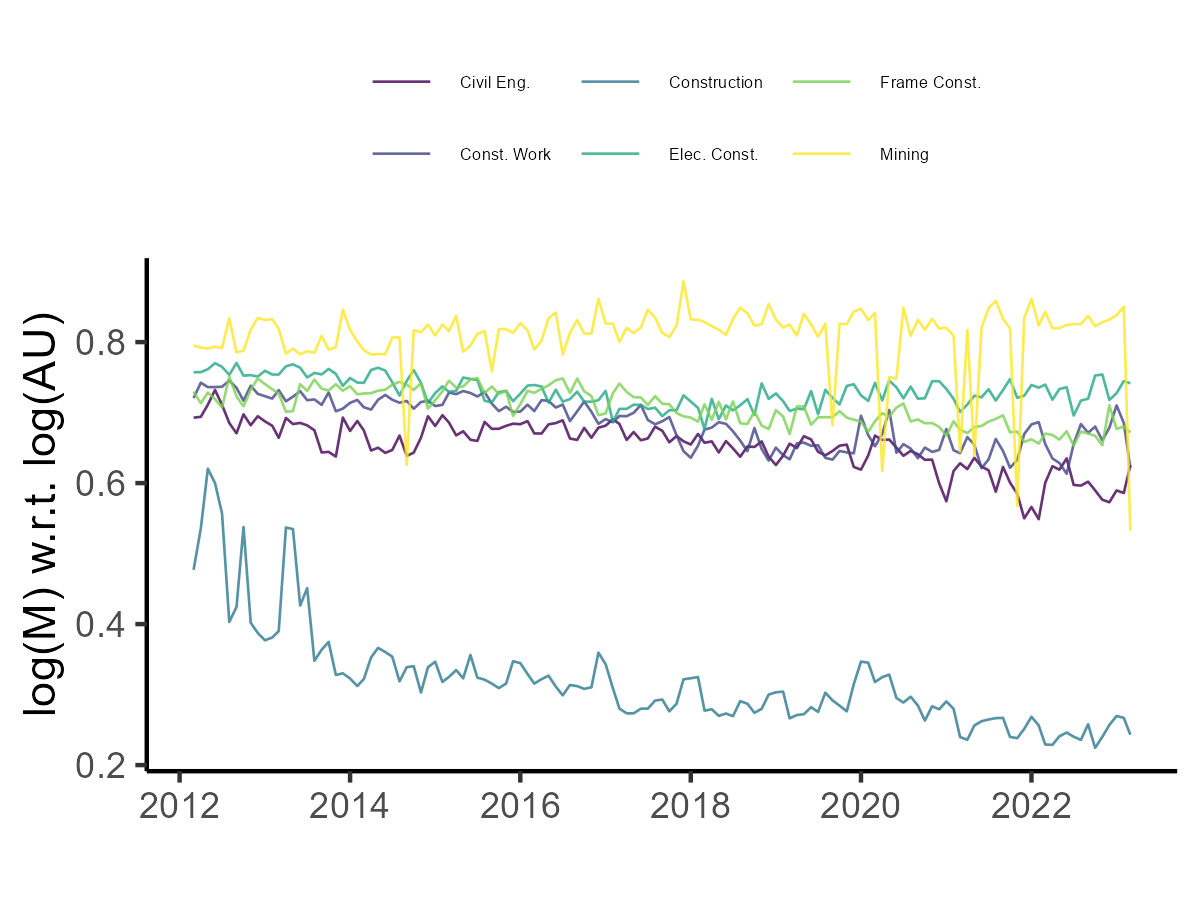 Civil Eng. Construction Frame Const.
Const. Work Elec. Const. Mining
log(M) w.r.t. log(AU)
0.8
0.6
0.4
0.2
2012 2014 2016 2018 2020 2022